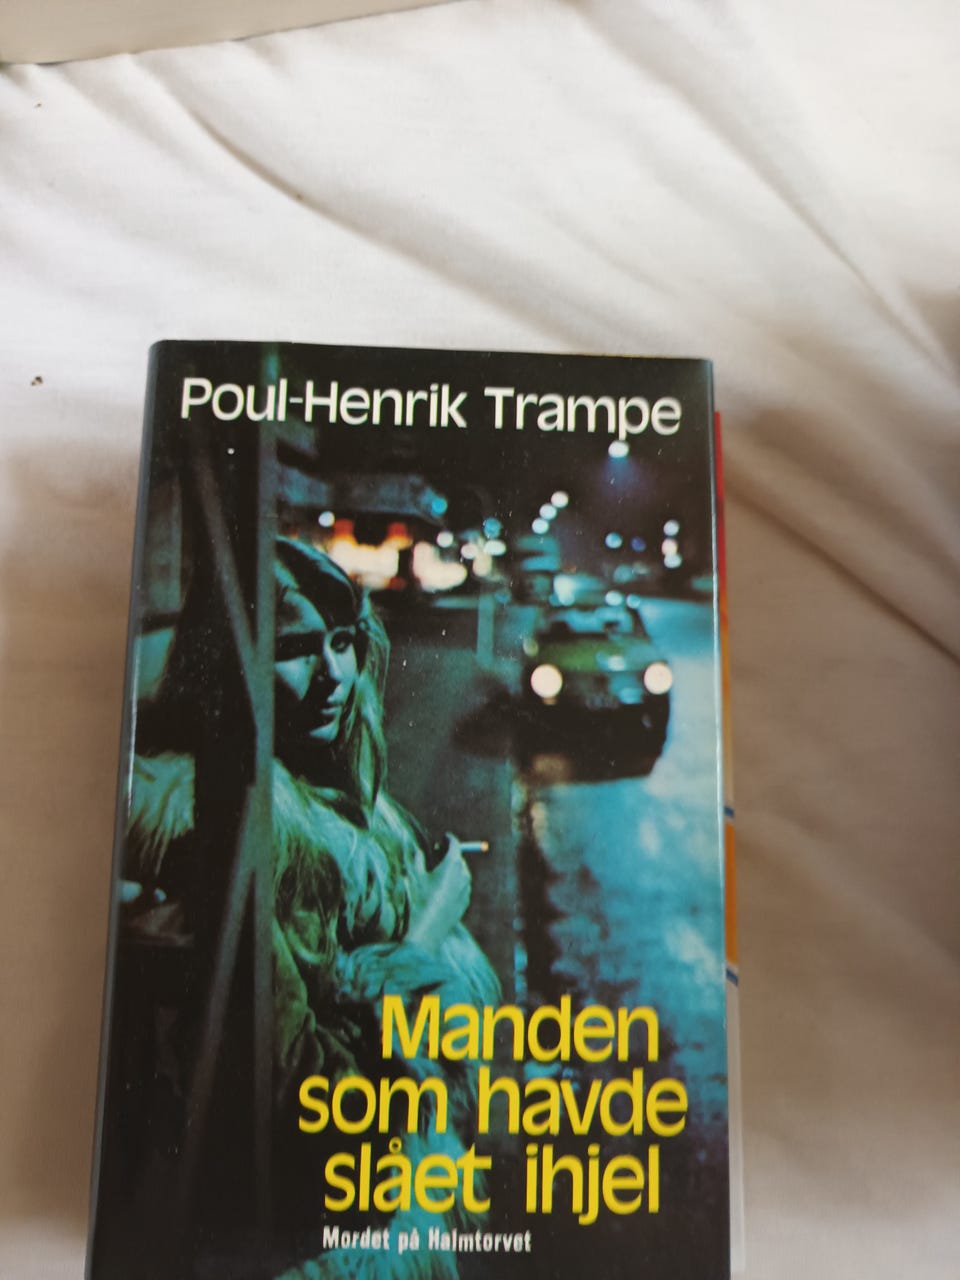 Poul-Henrik Trampe
Manden
som havde
slået ihjel
Mordet på Halmtorvet